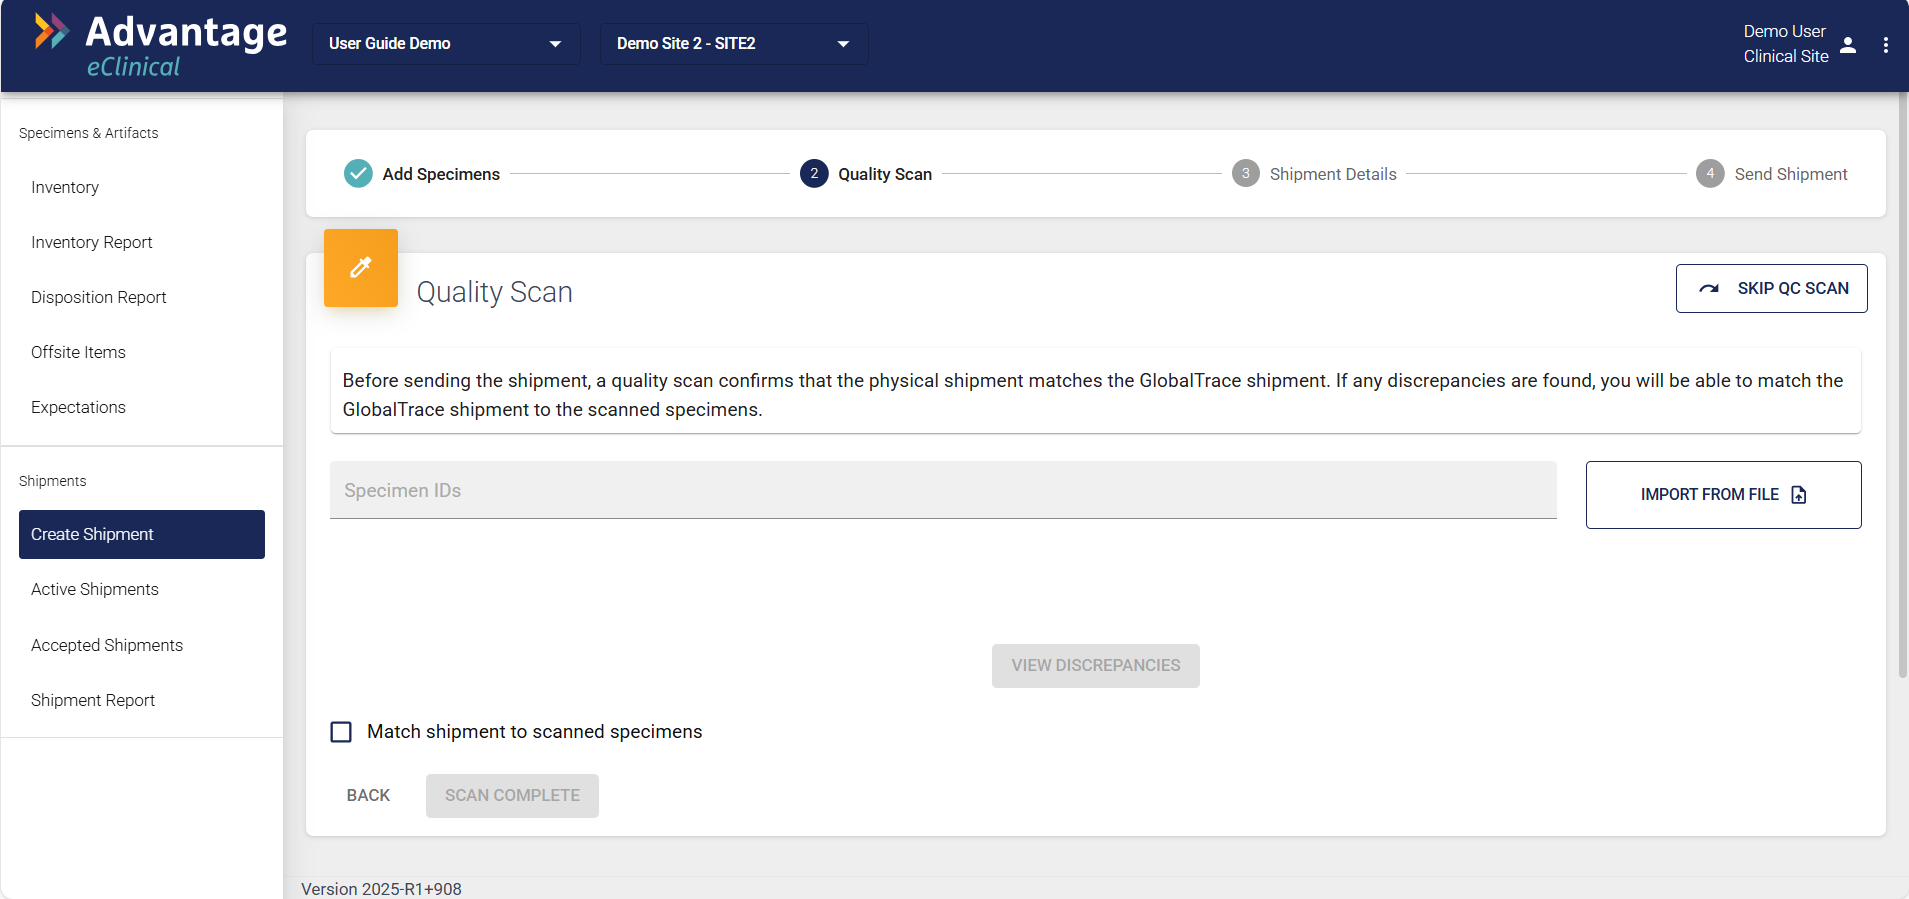 Advantage
eClinical
User Guide Demo
Demo Site 2 - SITE2
Demo User
Clinical Site
Specimens & Artifacts
Inventory
Inventory Report
Disposition Report
Offsite Items
Expectations
Shipments
Create Shipment
Active Shipments
Accepted Shipments
Shipment Report
Add Specimens
2 Quality Scan
3 Shipment Details
4 Send Shipment
Quality Scan
SKIP QC SCAN
Before sending the shipment, a quality scan confirms that the physical shipment matches the GlobalTrace shipment. If any discrepancies are found, you will be able to match the
GlobalTrace shipment to the scanned specimens.
Specimen IDs
IMPORT FROM FILE
VIEW DISCREPANCIES
Match shipment to scanned specimens
BACK
SCAN COMPLETE
Version 2025-R1+908